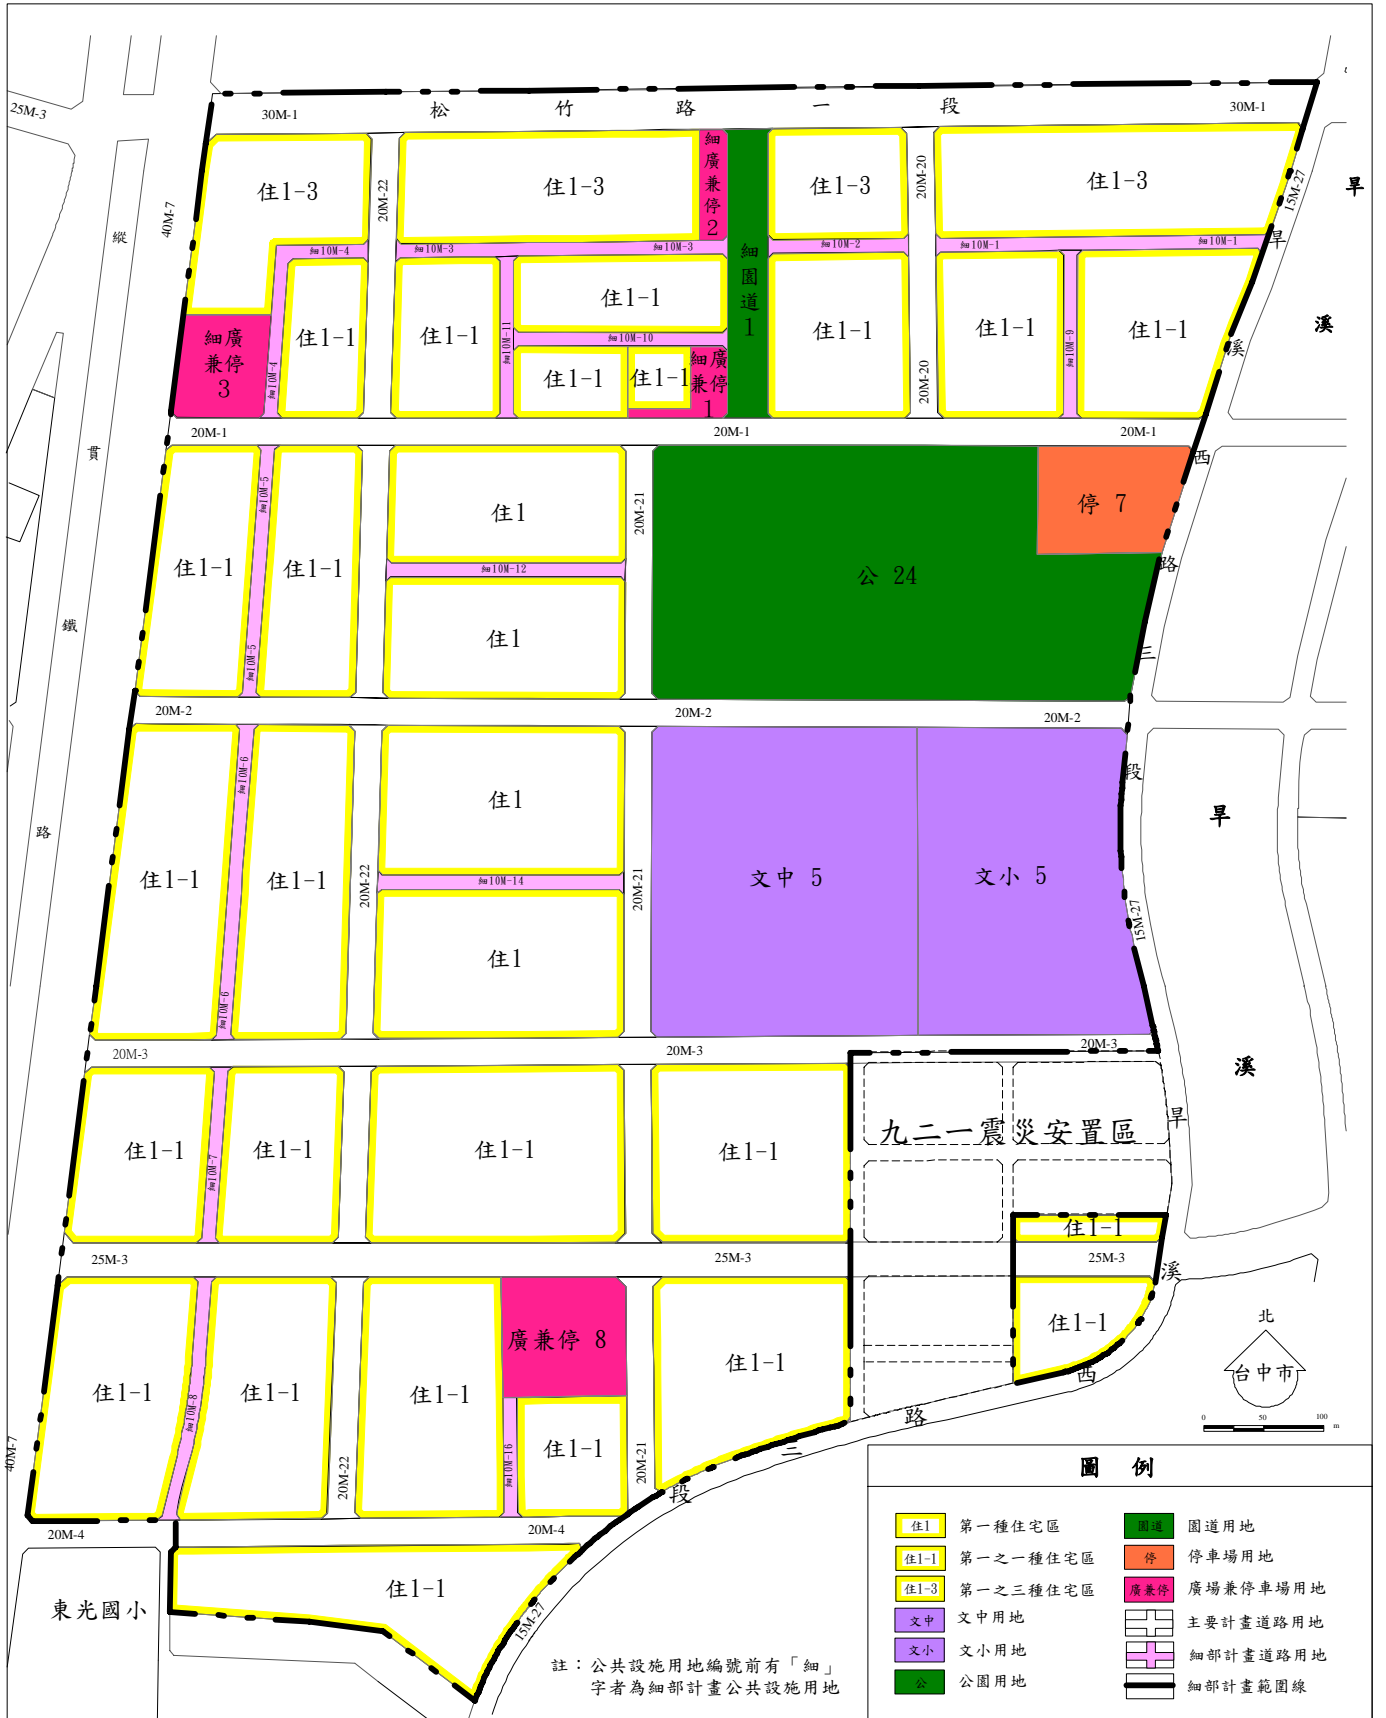 25M-3
30M-1
松竹路一段
30M-1
40M-7
20M-22
20M-20
15M-27
旱溪
旱溪西路三段
縱貫鐵路
住1-3
住1-3
細廣兼停2
住1-3
住1-3
細10M-4
細10M-3
細10M-3
細10M-2
細10M-1
細10M-1
細園道1
細廣兼停3
細10M-4
住1-1
住1-1
細10M-11
住1-1
細10M-10
住1-1
住1-1
細廣兼停1
住1-1
20M-20
住1-1
細10M-9
住1-1
20M-1
20M-1
20M-1
住1-1
細10M-5
細10M-5
住1-1
住1
細10M-12
住1
20M-21
公 24
停 7
20M-2
20M-2
20M-2
住1-1
細10M-6
細10M-6
住1-1
20M-22
住1
細10M-14
住1
20M-21
文中 5
文小 5
15M-27
旱
溪
20M-3
20M-3
20M-3
住1-1
細10M-7
住1-1
住1-1
住1-1
九二一震災安置區
住1-1
旱溪西路三段
25M-3
25M-3
25M-3
住1-1
細10M-8
住1-1
20M-22
住1-1
廣兼停 8
細10M-16
住1-1
20M-21
住1-1
住1-1
40M-7
20M-4
20M-4
住1-1
15M-27
東光國小
北
台中市
0 50 100 m
註：公共設施用地編號前有「細」
字者為細部計畫公共設施用地
圖例
住1 第一種住宅區
住1-1 第一之一種住宅區
住1-3 第一之三種住宅區
文中 文中用地
文小 文小用地
公 公園用地
園道 園道用地
停 停車場用地
廣兼停 廣場兼停車場用地
主要計畫道路用地
細部計畫道路用地
細部計畫範圍線